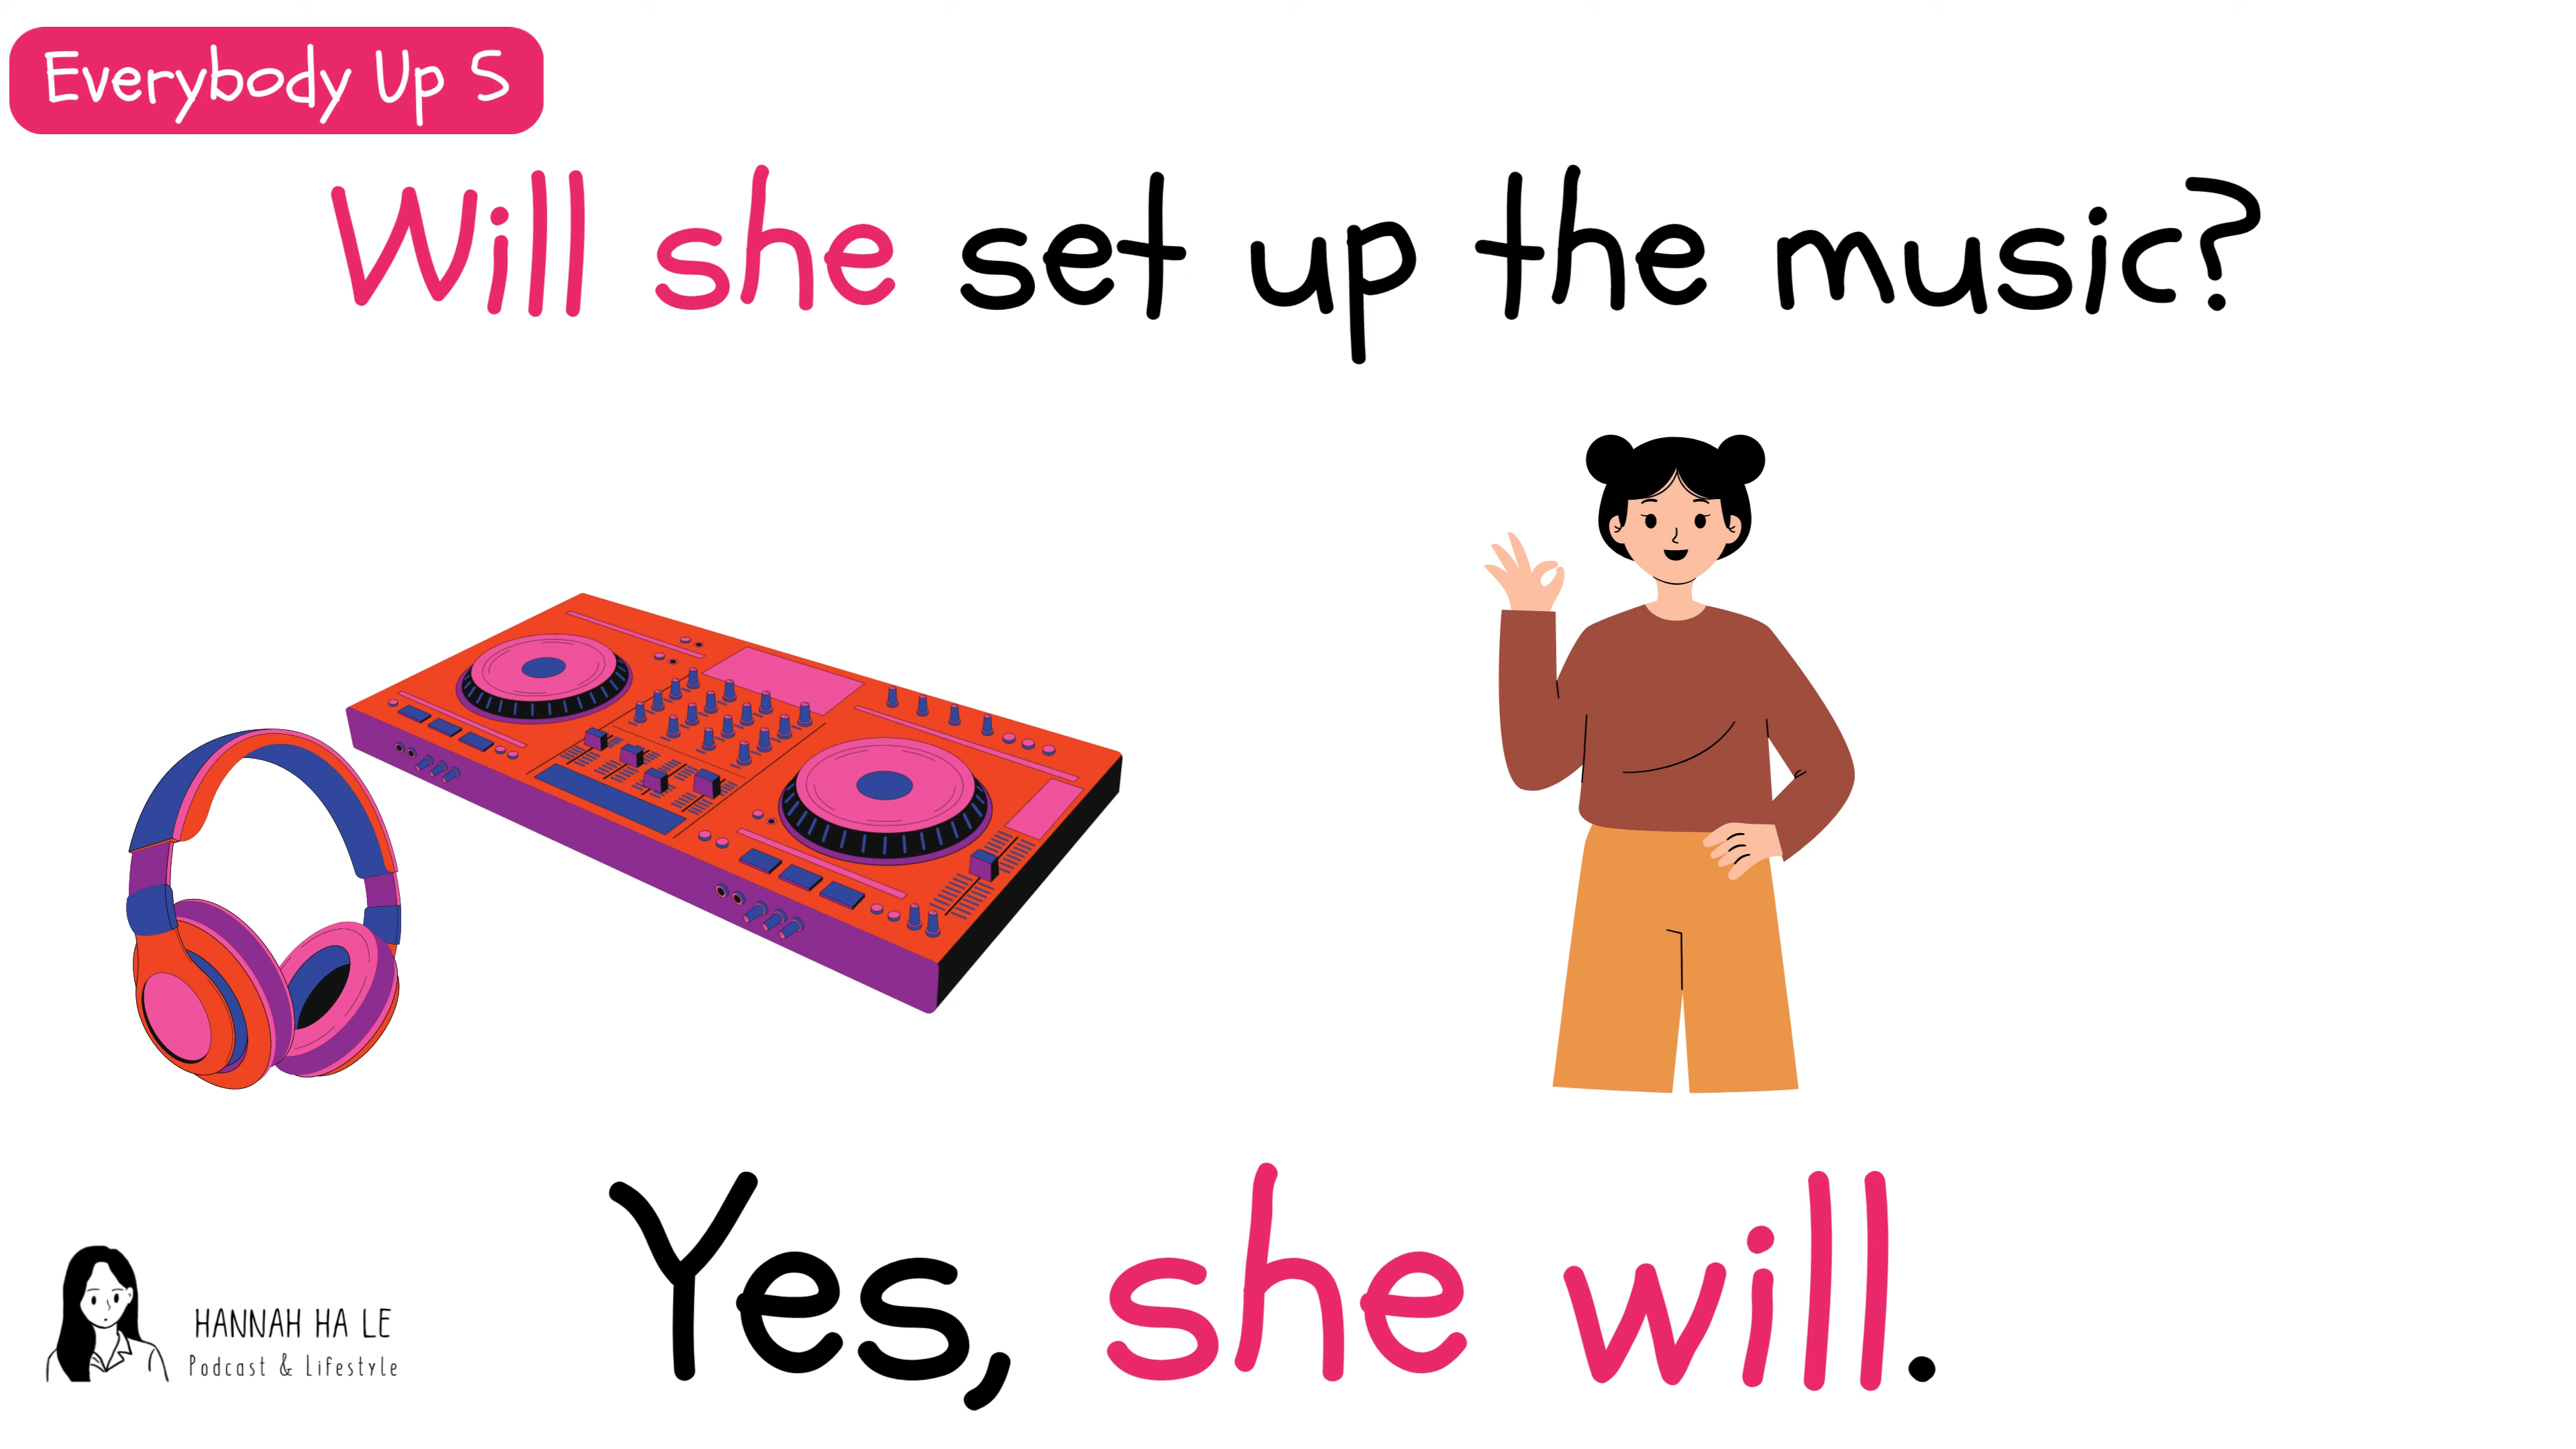 Everybody Up 5
Will she set up the music?
Yes, she will.
HANNAH HA LE
Podcast & Lifestyle